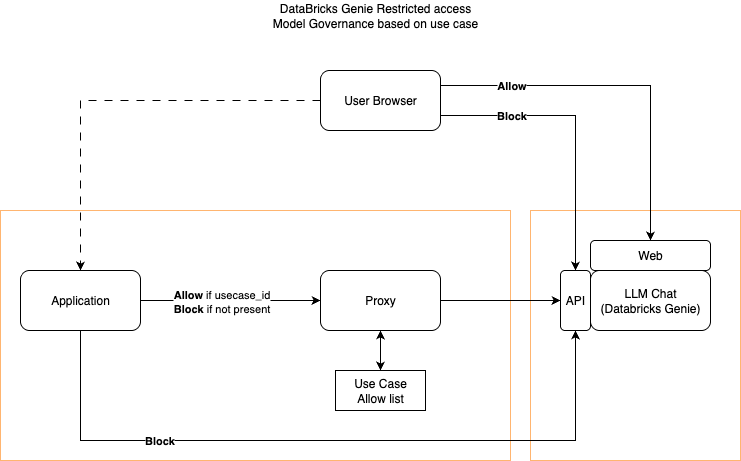 DataBricks Genie Restricted access
Model Governance based on use case
User Browser
Allow
Block
Web
Application
Allow if usecase_id
Block if not present
Proxy
API
LLM Chat
(Databricks Genie)
Use Case
Allow list
Block